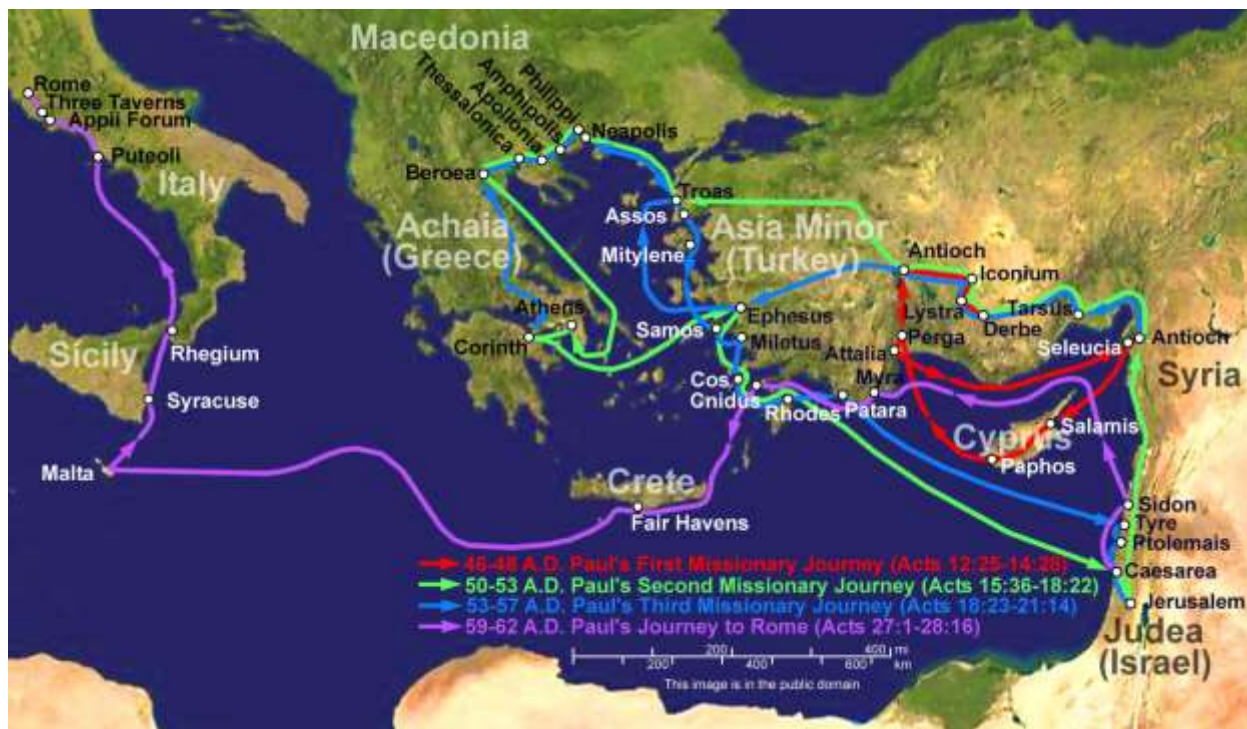 Macedonia
Rome
Three Taverns
Appii Forum
Puteoli
Italy
Philippi
Amphipolis
Apollonia
Thessalonica
Neapolis
Beroea
Troas
Assos
Achaia
(Greece)
Asia Minor
(Turkey)
Mitylene
Antioch
Iconium
Athens
Ephesus
Lystra
Derbe
Tarsus
Samos
Milotus
Corinth
Perga
Attalia
Seleucia
Antioch
Sicily
Rhegium
Syria
Cos
Cnidus
Myra
Rhodes
Patara
Syracuse
Salamis
Cyprus
Paphos
Malta
Crete
Fair Havens
Sidon
Tyre
Ptolemais
Caesarea
Jerusalem
Judea
(Israel)
46-48 A.D. Paul's First Missionary Journey (Acts 12:25-14:28)
50-53 A.D. Paul's Second Missionary Journey (Acts 15:36-18:22)
53-57 A.D. Paul's Third Missionary Journey (Acts 18:23-21:14)
59-62 A.D. Paul's Journey to Rome (Acts 27:1-28:16)
200 400 mi
200 400 600 km
This image is in the public domain